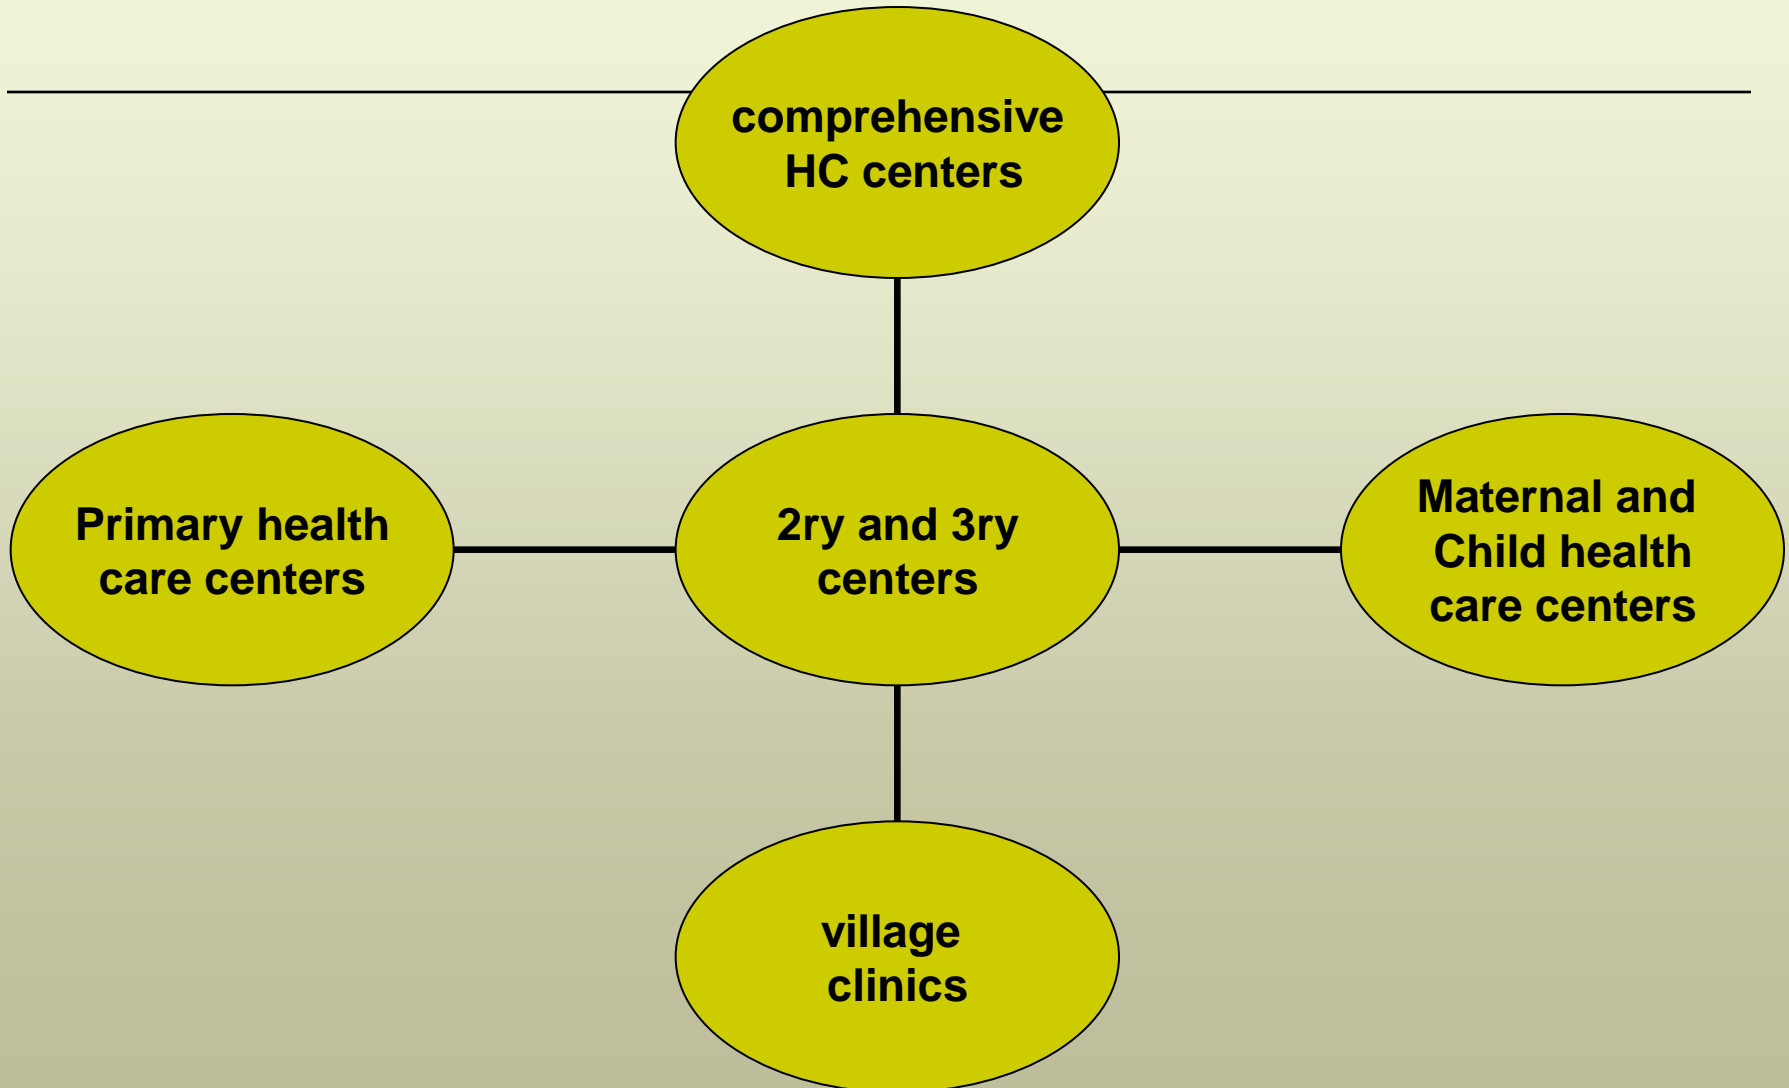 comprehensive
HC centers
Primary health
care centers
2ry and 3ry
centers
Maternal and
Child health
care centers
village
clinics